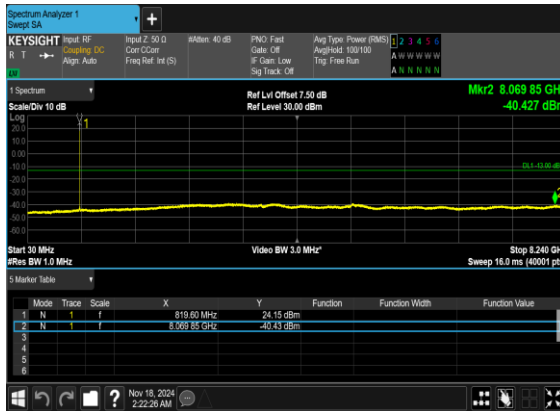 Spectrum Analyzer 1
Swept SA
+
KEYSIGHT Input: RF Input Z: 50 Ω #Atten: 40 dB PNO: Fast Avg Type: Power (RMS) 1 2 3 4 5 6
R T Coupling: DC Corr CCorr Gate: Off Avg|Hold: 100/100
Align: Auto Freq Ref: Int (S) IF Gain: Low Trig: Free Run A W W W W W
Sig Track: Off
A N N N N N
1 Spectrum Mkr2 8.069 85 GHz
Scale/Div 10 dB Ref Lvl Offset 7.50 dB
Ref Level 30.00 dBm -40.427 dBm
Log
1
20.0
10.0
0.00
-10.0
DL1 -13.00 dB
-20.0
-30.0
-40.0
-50.0
-60.0
Start 30 MHz Video BW 3.0 MHz* Stop 8.240 GH
#Res BW 1.0 MHz Sweep 16.0 ms (40001 pt
5 Marker Table
Mode Trace Scale X Y Function Function Width Function Value
1 N 1 f 819.60 MHz 24.15 dBm
2 N 1 f 8.069 85 GHz -40.43 dBm
3
4
5
6
? Nov 18, 2024
2:22:26 AM